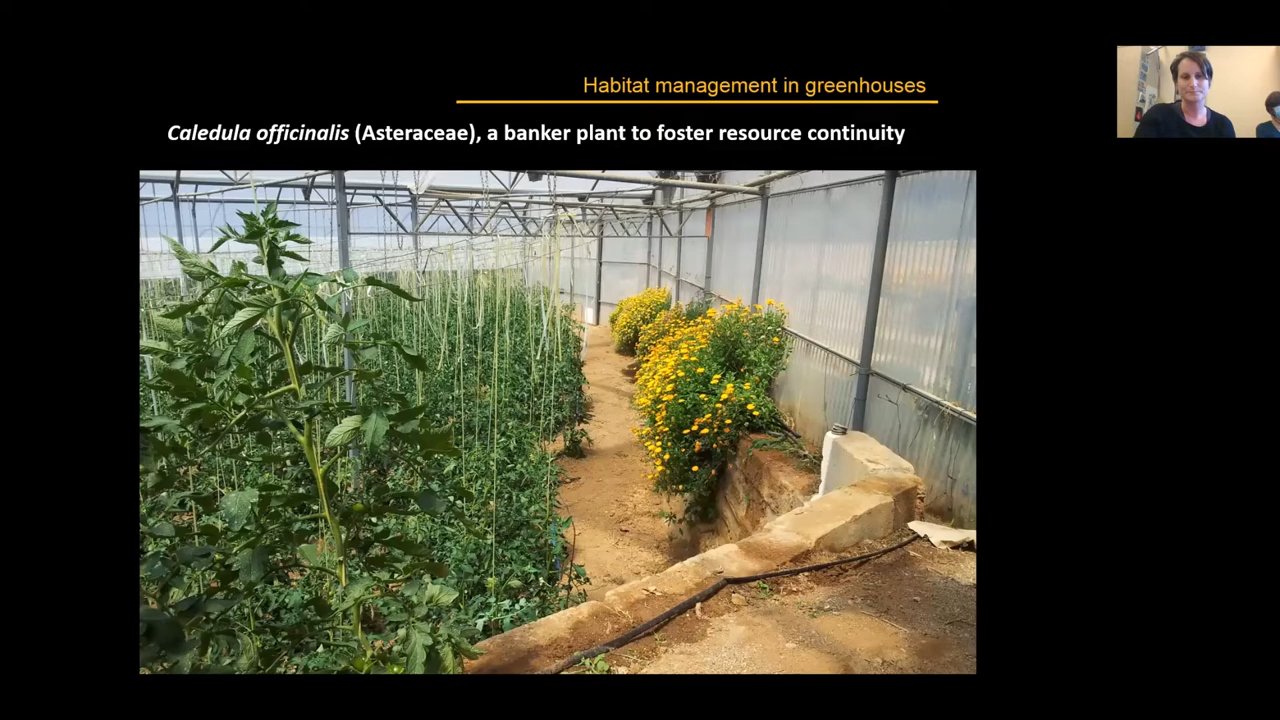 Habitat management in greenhouses
Caledula officinalis (Asteraceae), a banker plant to foster resource continuity